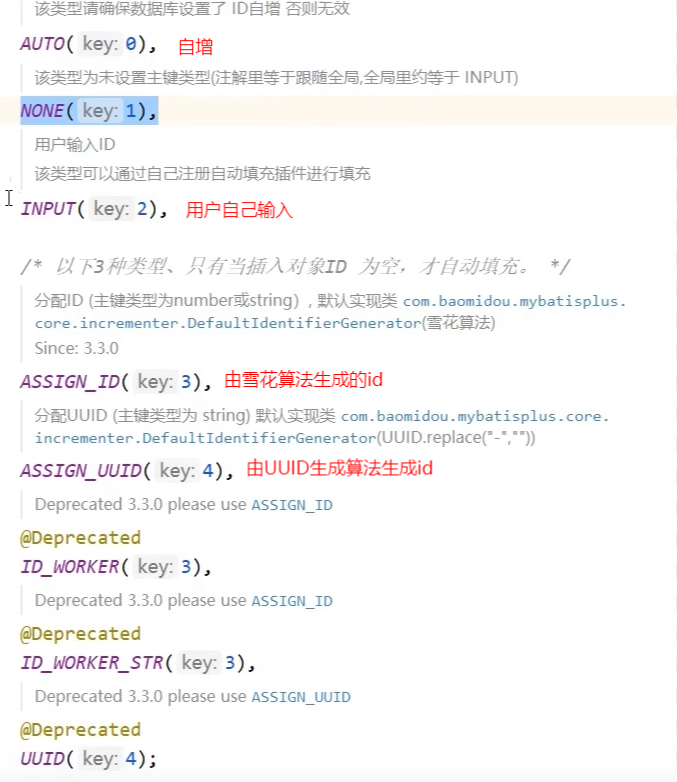 该类型请确保数据库设置了 ID自增 否则无效
AUTO( key: 0), 自增
该类型为未设置主键类型(注解里等于跟随全局,全局里约等于 INPUT)
NONE( key: 1),
用户输入ID
该类型可以通过自己注册自动填充插件进行填充
INPUT( key: 2), 用户自己输入
/* 以下3种类型、只有当插入对象ID 为空，才自动填充。 */
分配ID (主键类型为number或string）, 默认实现类 com.baomidou.mybatisplus.
core.incrementer.DefaultIdentifierGenerator(雪花算法)
Since: 3.3.0
ASSIGN_ID( key: 3), 由雪花算法生成的id
分配UUID (主键类型为 string) 默认实现类 com.baomidou.mybatisplus.core.
incrementer.DefaultIdentifierGenerator(UUID.replace("-",""))
ASSIGN_UUID( key: 4), 由UUID生成算法生成id
Deprecated 3.3.0 please use ASSIGN_ID
@Deprecated
ID_WORKER( key: 3),
Deprecated 3.3.0 please use ASSIGN_ID
@Deprecated
ID_WORKER_STR( key: 3),
Deprecated 3.3.0 please use ASSIGN_UUID
@Deprecated
UUID( key: 4);